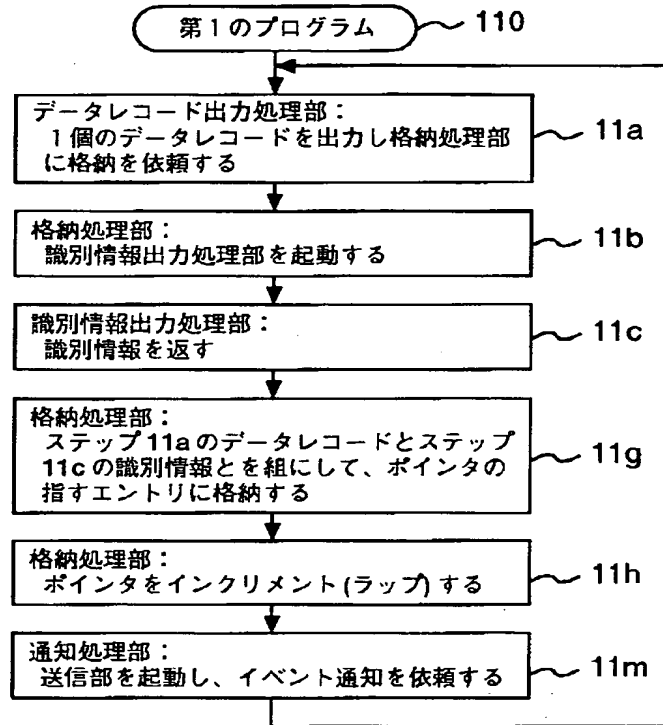 第1のプログラム
110
データレコード出力処理部：
1個のデータレコードを出力し格納処理部
に格納を依頼する
11a
格納処理部：
識別情報出力処理部を起動する
11b
識別情報出力処理部：
識別情報を返す
11c
格納処理部：
ステップ11aのデータレコードとステップ
11cの識別情報とを組にして、ポインタの
指すエントリに格納する
11g
格納処理部：
ポインタをインクリメント(ラップ)する
11h
通知処理部：
送信部を起動し、イベント通知を依頼する
11m